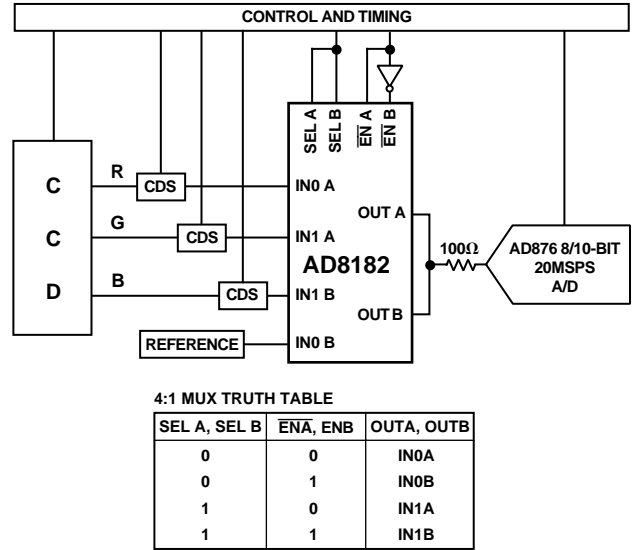 CONTROL AND TIMING
SEL A
SEL B
EN A
EN B
C
C
D
R
G
B
CDS
CDS
CDS
REFERENCE
IN0 A
IN1 A
IN1 B
IN0 B
AD8182
OUT A
OUT B
100Ω
AD876 8/10-BIT
20MSPS
A/D
4:1 MUX TRUTH TABLE
SEL A, SEL B ENA, ENB OUTA, OUTB
0 0 IN0A
0 1 IN0B
1 0 IN1A
1 1 IN1B